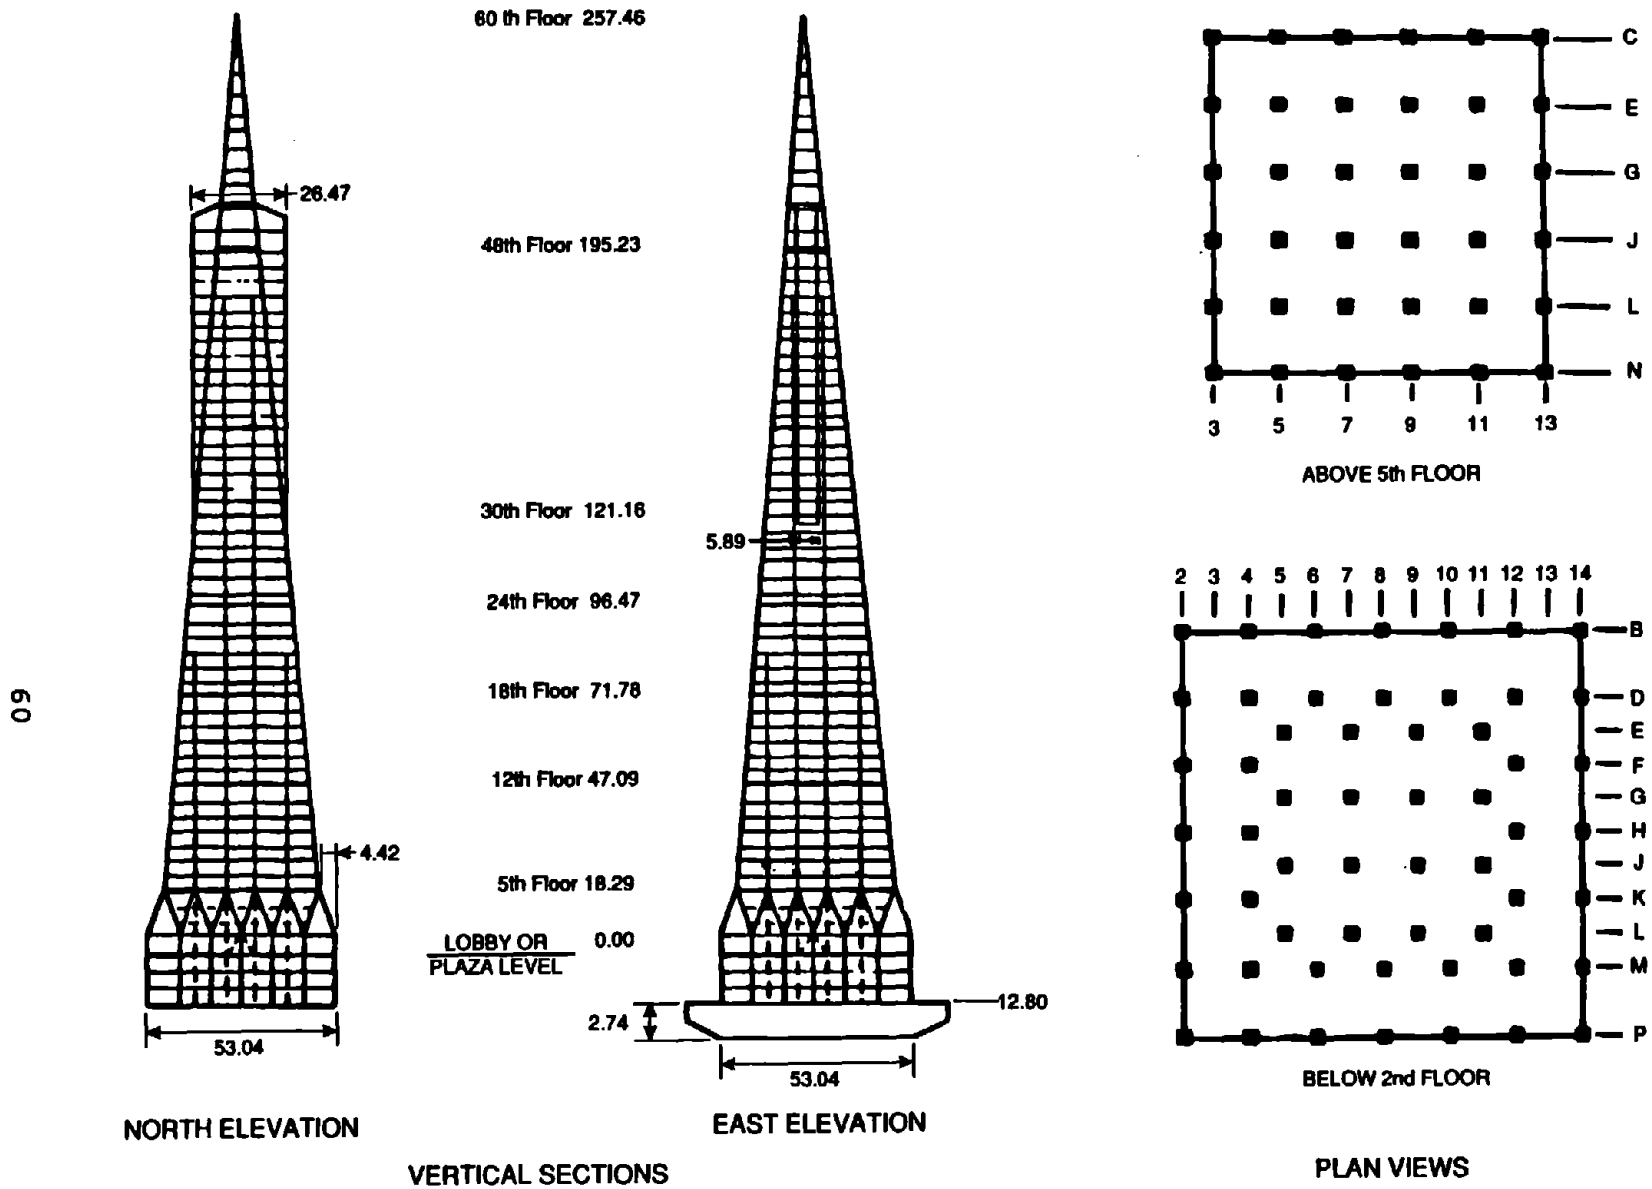 60 th Floor 257.46
26.47
48th Floor 195.23
30th Floor 121.16
5.89
24th Floor 96.47
18th Floor 71.78
12th Floor 47.09
4.42
5th Floor 18.29
LOBBY OR 0.00
PLAZA LEVEL
12.80
2.74
53.04
53.04
NORTH ELEVATION
EAST ELEVATION
VERTICAL SECTIONS
C
E
G
J
L
N
3 5 7 9 11 13
ABOVE 5th FLOOR
2 3 4 5 6 7 8 9 10 11 12 13 14
B
D
E
F
G
H
J
K
L
M
P
BELOW 2nd FLOOR
PLAN VIEWS
60